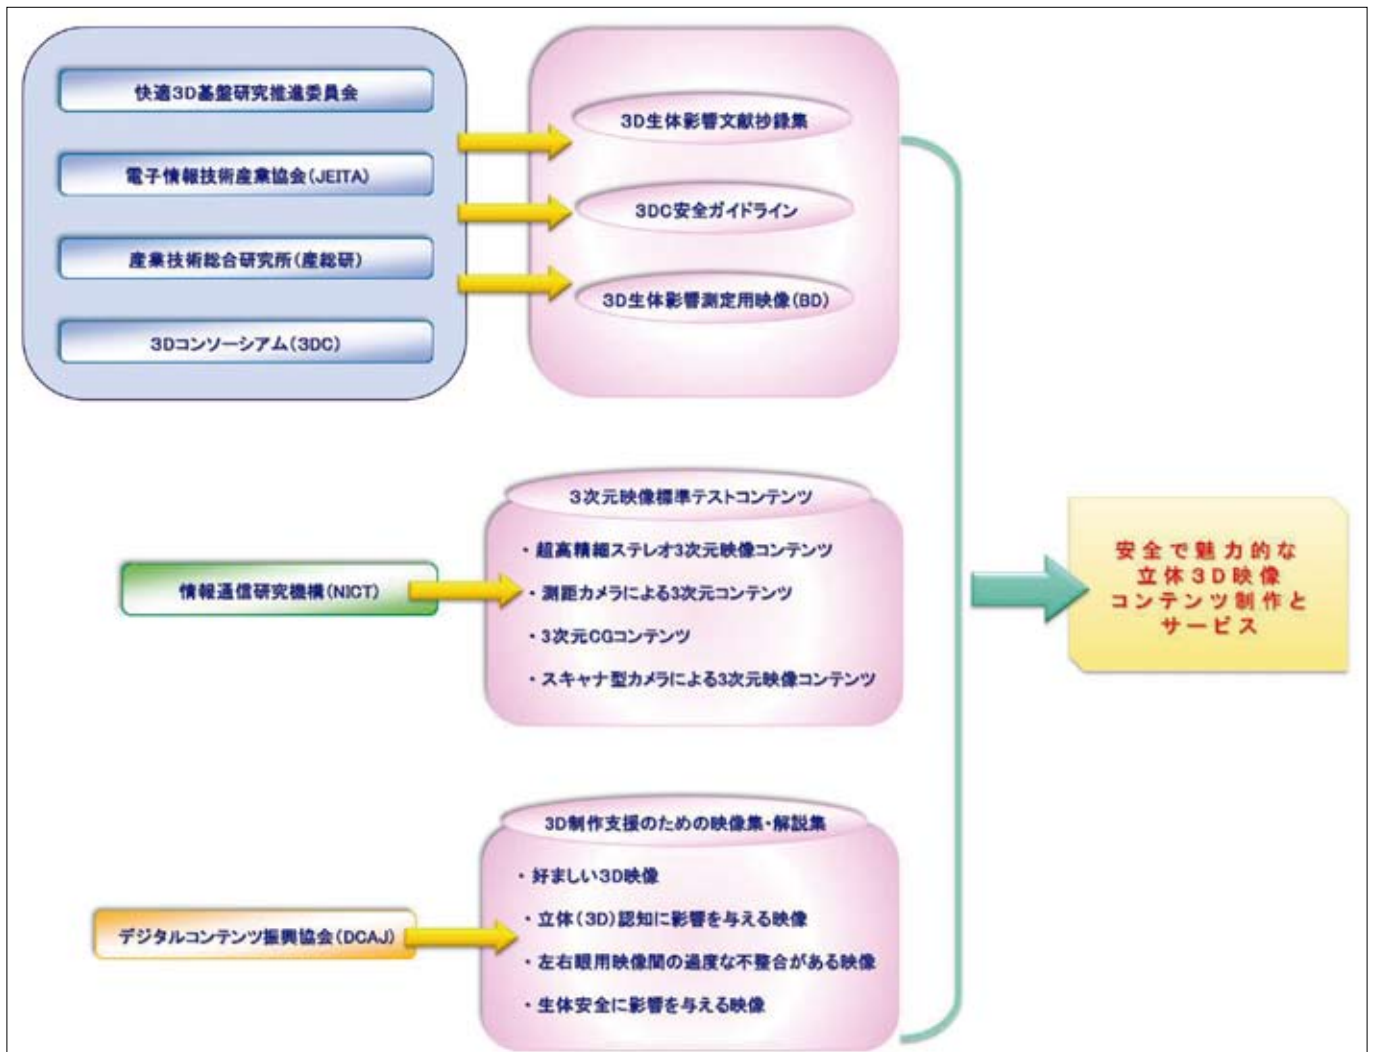 快適3D基盤研究推進委員会
電子情報技術産業協会(JEITA)
産業技術総合研究所(産総研)
3Dコンソーシアム(3DC)
3D生体影響文献抄録集
3DC安全ガイドライン
3D生体影響測定用映像(BD)
情報通信研究機構(NICT)
3次元映像標準テストコンテンツ
・超高精細ステレオ3次元映像コンテンツ
・測距カメラによる3次元コンテンツ
・3次元CGコンテンツ
・スキャナ型カメラによる3次元映像コンテンツ
デジタルコンテンツ振興協会(DCAJ)
3D制作支援のための映像集・解説集
・好ましい3D映像
・立体(3D)認知に影響を与える映像
・左右眼用映像間の過度な不整合がある映像
・生体安全に影響を与える映像
安全で魅力的な
立体3D映像
コンテンツ制作と
サービス